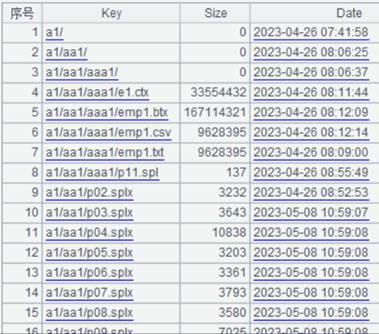 序号 Key Size Date
1 a1/ 0 2023-04-26 07:41:58
2 a1/aa1/ 0 2023-04-26 08:06:25
3 a1/aa1/aaa1/ 0 2023-04-26 08:06:37
4 a1/aa1/aaa1/e1.ctx 33554432 2023-04-26 08:11:44
5 a1/aa1/aaa1/emp1.btx 167114321 2023-04-26 08:12:09
6 a1/aa1/aaa1/emp1.csv 9628395 2023-04-26 08:12:14
7 a1/aa1/aaa1/emp1.txt 9628395 2023-04-26 08:09:00
8 a1/aa1/aaa1/p11.spl 137 2023-04-26 08:55:49
9 a1/aa1/p02.splx 3232 2023-04-26 08:52:53
10 a1/aa1/p03.splx 3643 2023-05-08 10:59:07
11 a1/aa1/p04.splx 10838 2023-05-08 10:59:08
12 a1/aa1/p05.splx 3203 2023-05-08 10:59:08
13 a1/aa1/p06.splx 3361 2023-05-08 10:59:08
14 a1/aa1/p07.splx 3793 2023-05-08 10:59:08
15 a1/aa1/p08.splx 3580 2023-05-08 10:59:08
16 a1/aa1/p09.splx 7025 2023-05-08 10:59:08